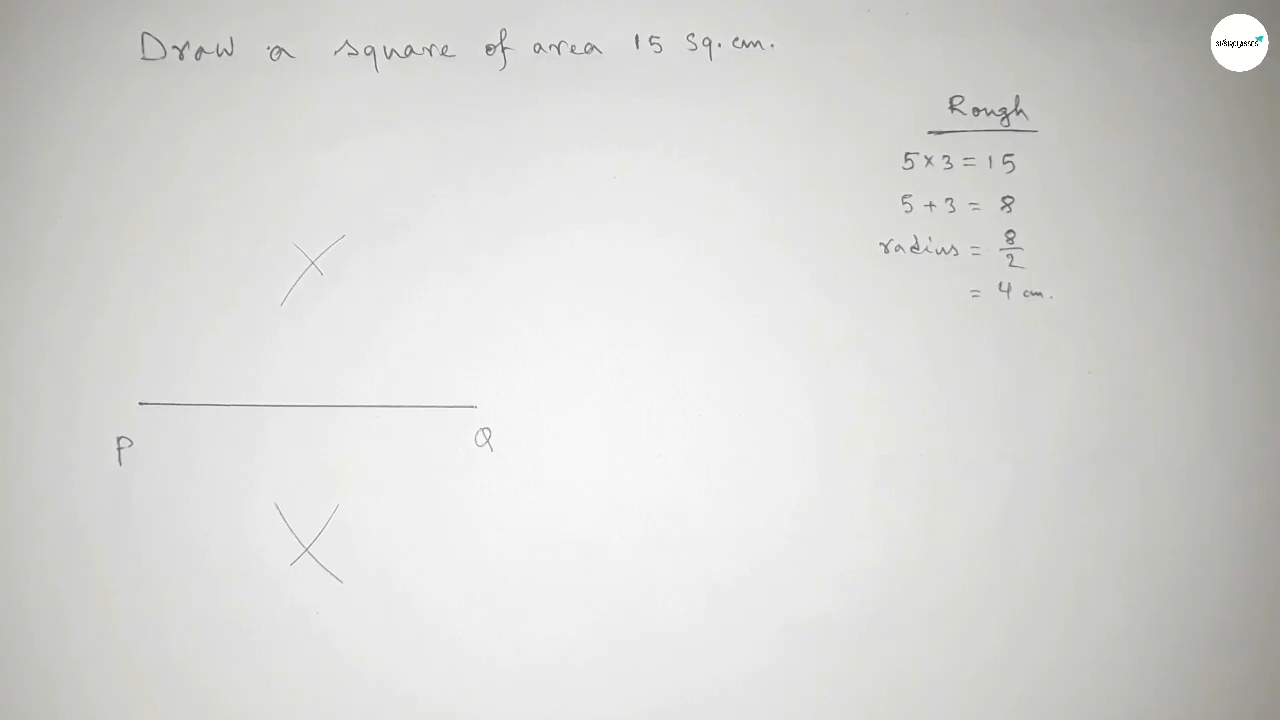 Draw a square of area 15 sq.cm.
Rough
5×3=15
5+3=8
radius = 8/2
= 4 cm.
P
Q